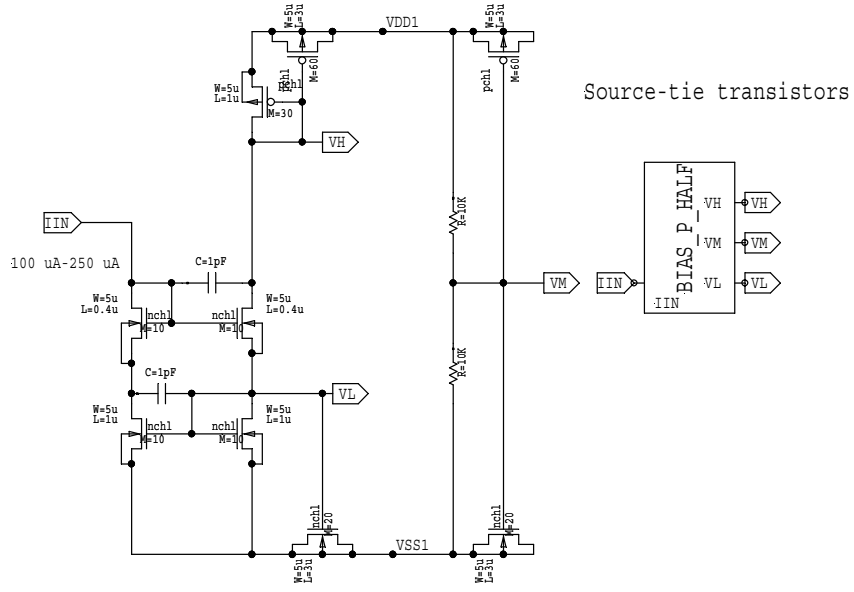 W=5u
L=3u
VDD1
W=5u
L=3u
pch1
M=60
pch1
M=60
W=5u
L=1u
pch1
M=30
Source-tie transistors
VH
IIN
100 uA-250 uA
C=1pF
R=10K
W=5u
L=0.4u
nch1
M=10
W=5u
L=0.4u
nch1
M=10
VM
BIAS_P_HALF
VH
VM
VL
IIN
VH
VM
VL
IIN
C=1pF
VL
R=10K
W=5u
L=1u
nch1
M=10
W=5u
L=1u
nch1
M=10
nch1
M=20
nch1
M=20
VSS1
W=5u
L=3u
W=5u
L=3u